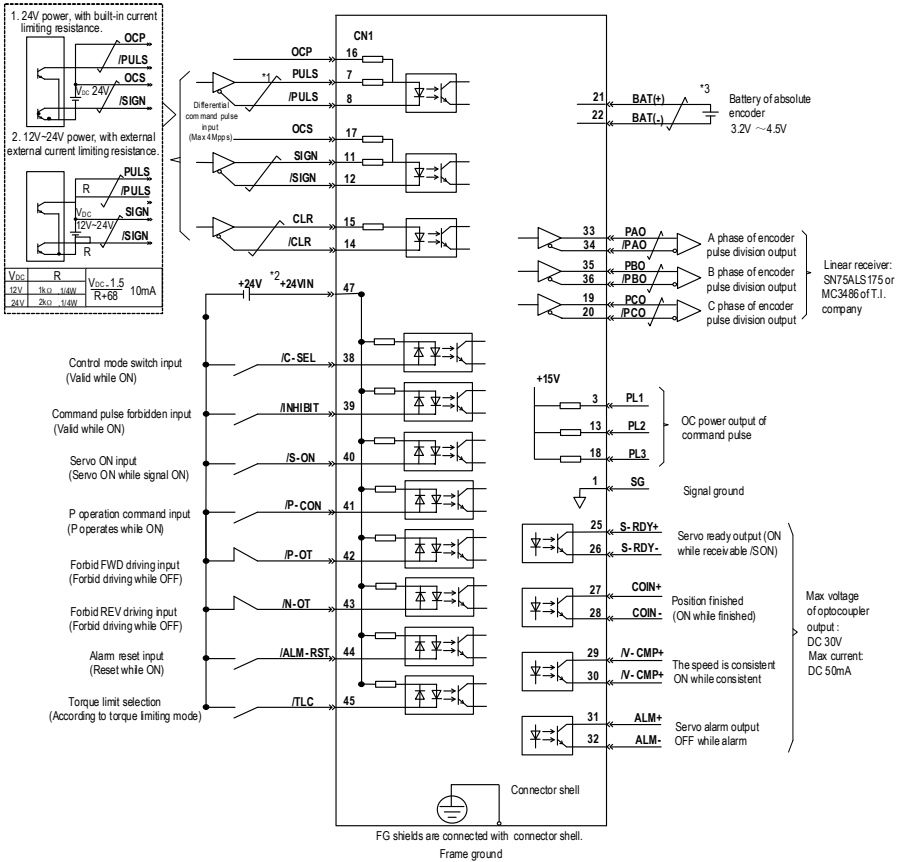 1. 24V power, with built-in current
limiting resistance.
OCP
/PULS
OCS
VDC 24V
/SIGN
2. 12V~24V power, with external
external current limiting resistance.
PULS
R
/PULS
VDC
12V~24V
SIGN
/SIGN
R
VDC R
12V 1kΩ ,1/4W
24V 2kΩ ,1/4W
VDC - 1.5
R+68
10mA
CN1
OCP 16
*1
PULS 7
/PULS 8
Differential
command pulse
input
(Max4Mpps)
OCS 17
SIGN 11
/SIGN 12
CLR 15
/CLR 14
+24V
*2
+24VIN 47
Control mode switch input
(Valid while ON)
/C-SEL 38
Command pulse forbidden input
(Valid while ON)
/INHIBIT 39
Servo ON input
(Servo ON while signal ON)
/S-ON 40
P operation command input
(P operates while ON)
/P-CON 41
Forbid FWD driving input
(Forbid driving while OFF)
/P-OT 42
Forbid REV driving input
(Forbid driving while OFF)
/N-OT 43
Alarm reset input
(Reset while ON)
/ALM-RST 44
Torque limit selection
(According to torque limiting mode)
/TLC 45
21 BAT(+)
22 BAT(-)
*3
Battery of absolute
encoder
3.2V ～4.5V
33 PAO
34 /PAO
A phase of encoder
pulse division output
35 PBO
36 /PBO
B phase of encoder
pulse division output
19 PCO
20 /PCO
C phase of encoder
pulse division output
Linear receiver:
SN75ALS175 or
MC3486 of T.I.
company
+15V
3 PL1
13 PL2
18 PL3
OC power output of
command pulse
1 SG
Signal ground
25 S-RDY+
26 S-RDY-
Servo ready output (ON
while receivable /SON)
27 COIN+
28 COIN-
Position finished
(ON while finished)
29 /V-CMP+
30 /V-CMP+
The speed is consistent
ON while consistent
31 ALM+
32 ALM-
Servo alarm output
OFF while alarm
Max voltage
of optocoupler
output :
DC 30V
Max current:
DC 50mA
Connector shell
FG shields are connected with connector shell.
Frame ground